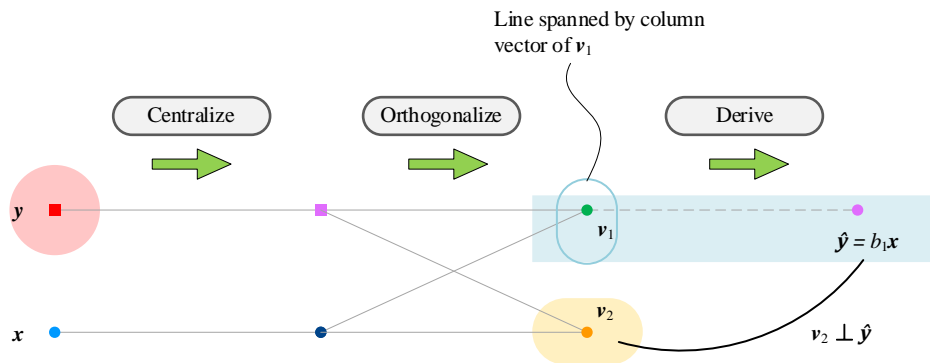 Line spanned by column
vector of v₁
Centralize
Orthogonalize
Derive
y
v₁
ŷ = b₁x
x
v₂
v₂ ⊥ ŷ